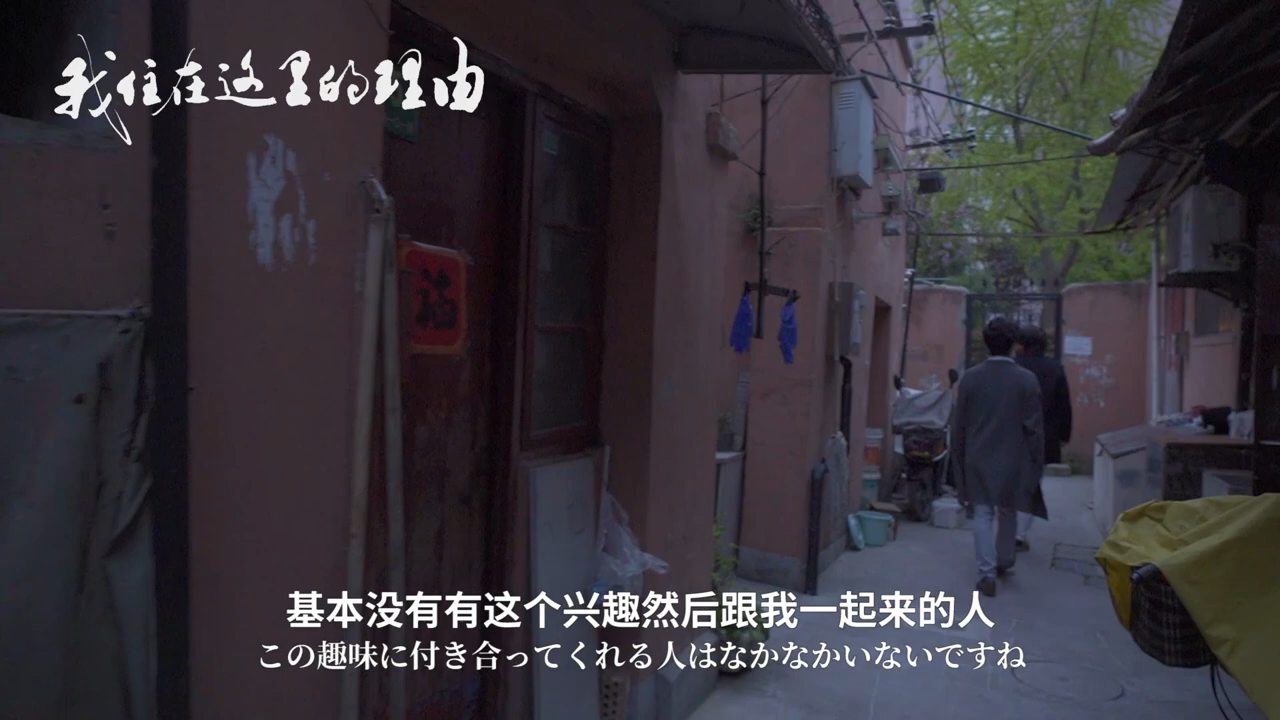 我住在这里的理由
福
基本没有有这个兴趣然后跟我一起来的人
この趣味に付き合ってくれる人はなかなかいないですね